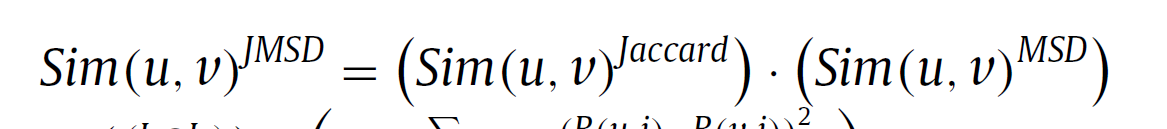 Sim(u, v)^{JMSD} = (Sim(u, v)^{Jaccard}) · (Sim(u, v)^{MSD})